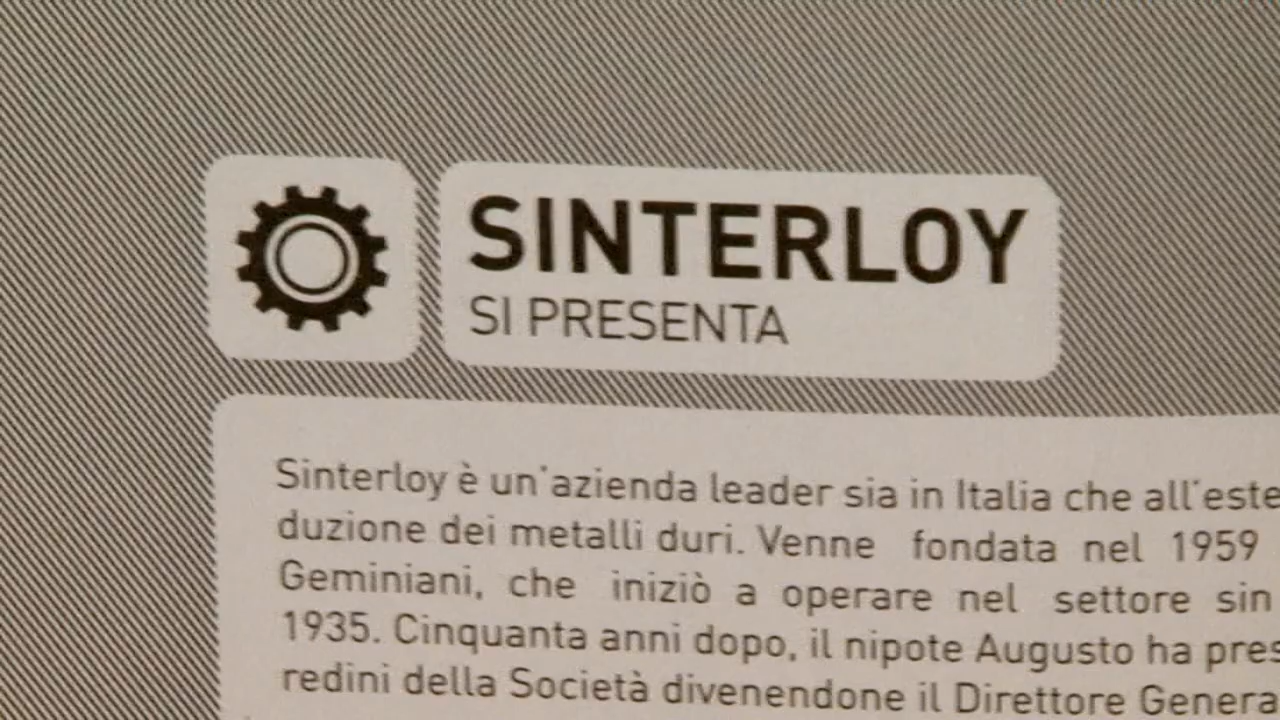 SINTERLOY
SI PRESENTA
Sinterloy è un'azienda leader sia in Italia che all'este
duzione dei metalli duri. Venne fondata nel 1959
Geminiani, che iniziò a operare nel settore sin
1935. Cinquanta anni dopo, il nipote Augusto ha pres
redini della Società divenendone il Direttore Genera